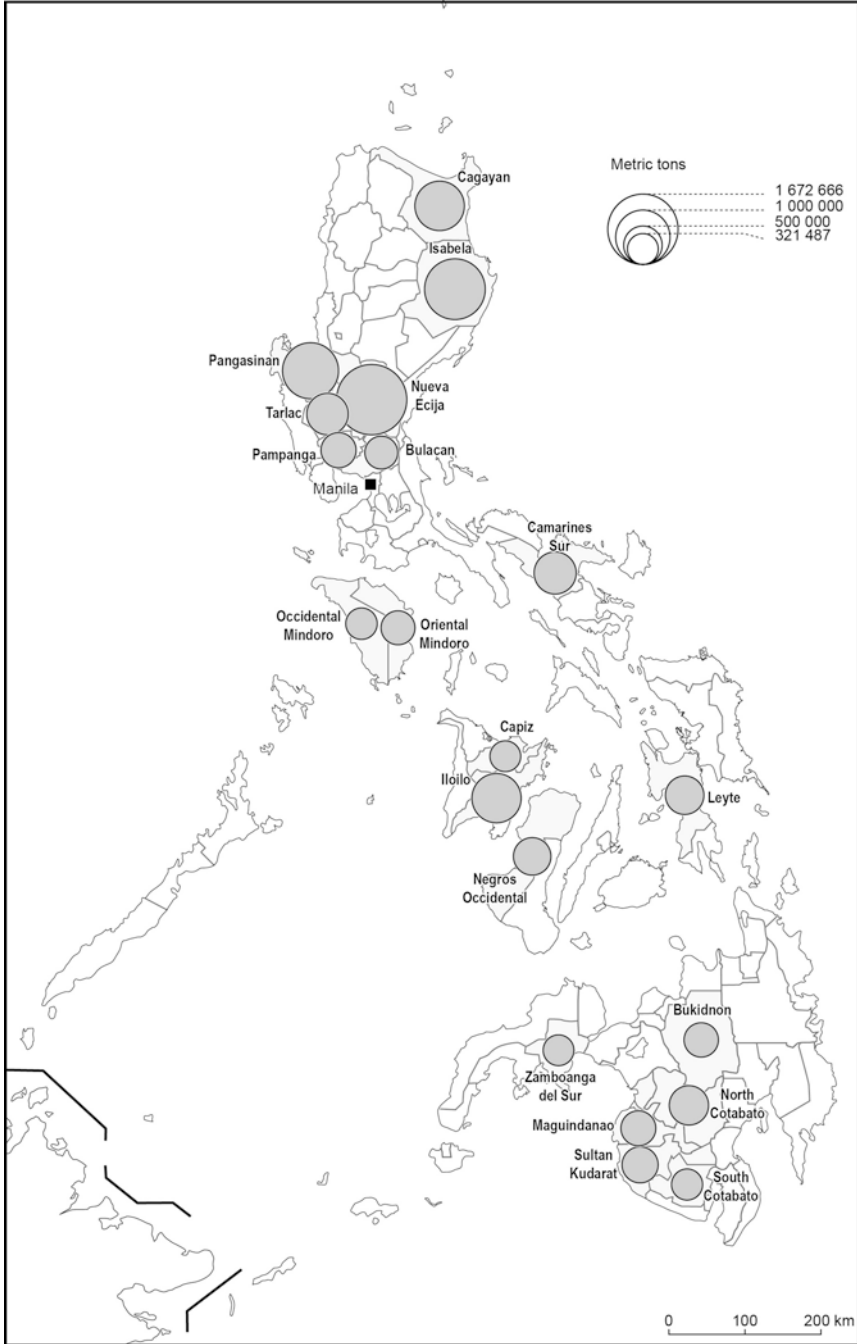 Cagayan
Metric tons
1 672 666
1 000 000
500 000
321 487
Isabela
Pangasinan
Nueva
Ecija
Tarlac
Pampanga
Bulacan
Manila
Camarines
Sur
Occidental
Mindoro
Oriental
Mindoro
Capiz
Iloilo
Leyte
Negros
Occidental
Bukidnon
Zamboanga
del Sur
North
Cotabato
Maguindanao
Sultan
Kudarat
South
Cotabato
0 100 200 km